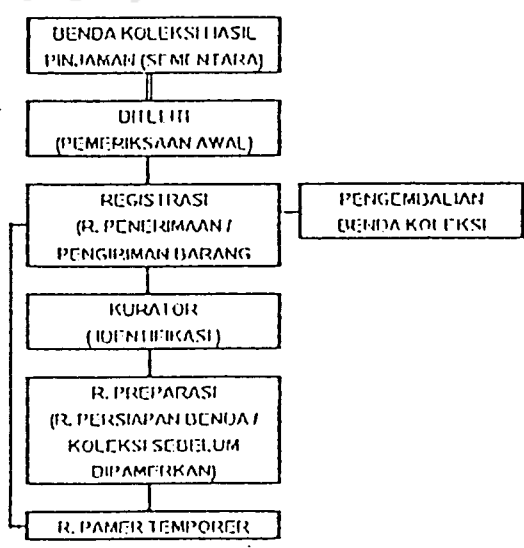 BENDA KOLEKSI HASIL
PINJAMAN (SEMENTARA)
DITELITI
(PEMERIKSAAN AWAL)
REGISTRASI
(R. PENERIMAAN /
PENGIRIMAN BARANG
PENGEMBALIAN
BENDA KOLEKSI
KURATOR
(IDENTIFIKASI)
R. PREPARASI
(R. PERSIAPAN BENDA /
KOLEKSI SEBELUM
DIPAMERKAN)
R. PAMER TEMPORER